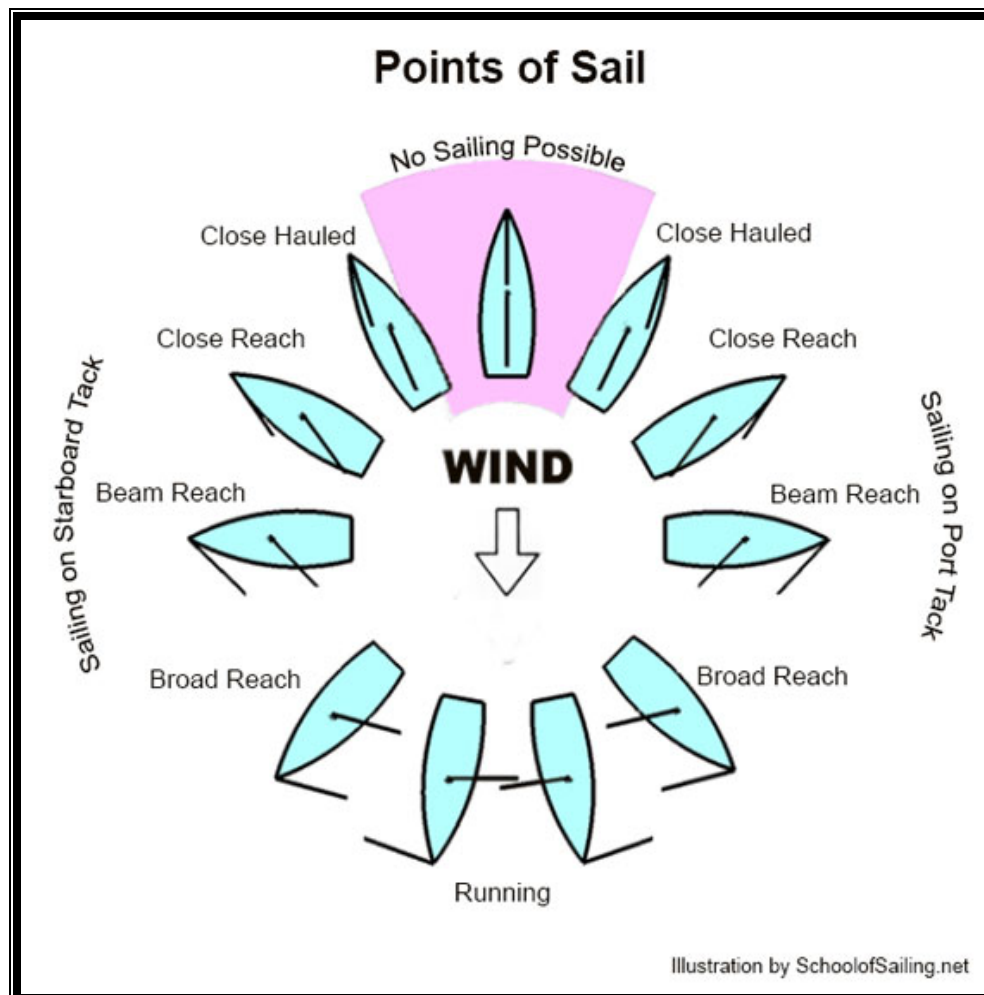 Points of Sail
No Sailing Possible
Close Hauled
Close Hauled
Close Reach
Close Reach
Sailing on Starboard Tack
Sailing on Port Tack
WIND
Beam Reach
Beam Reach
Broad Reach
Broad Reach
Running
Illustration by SchoolofSailing.net